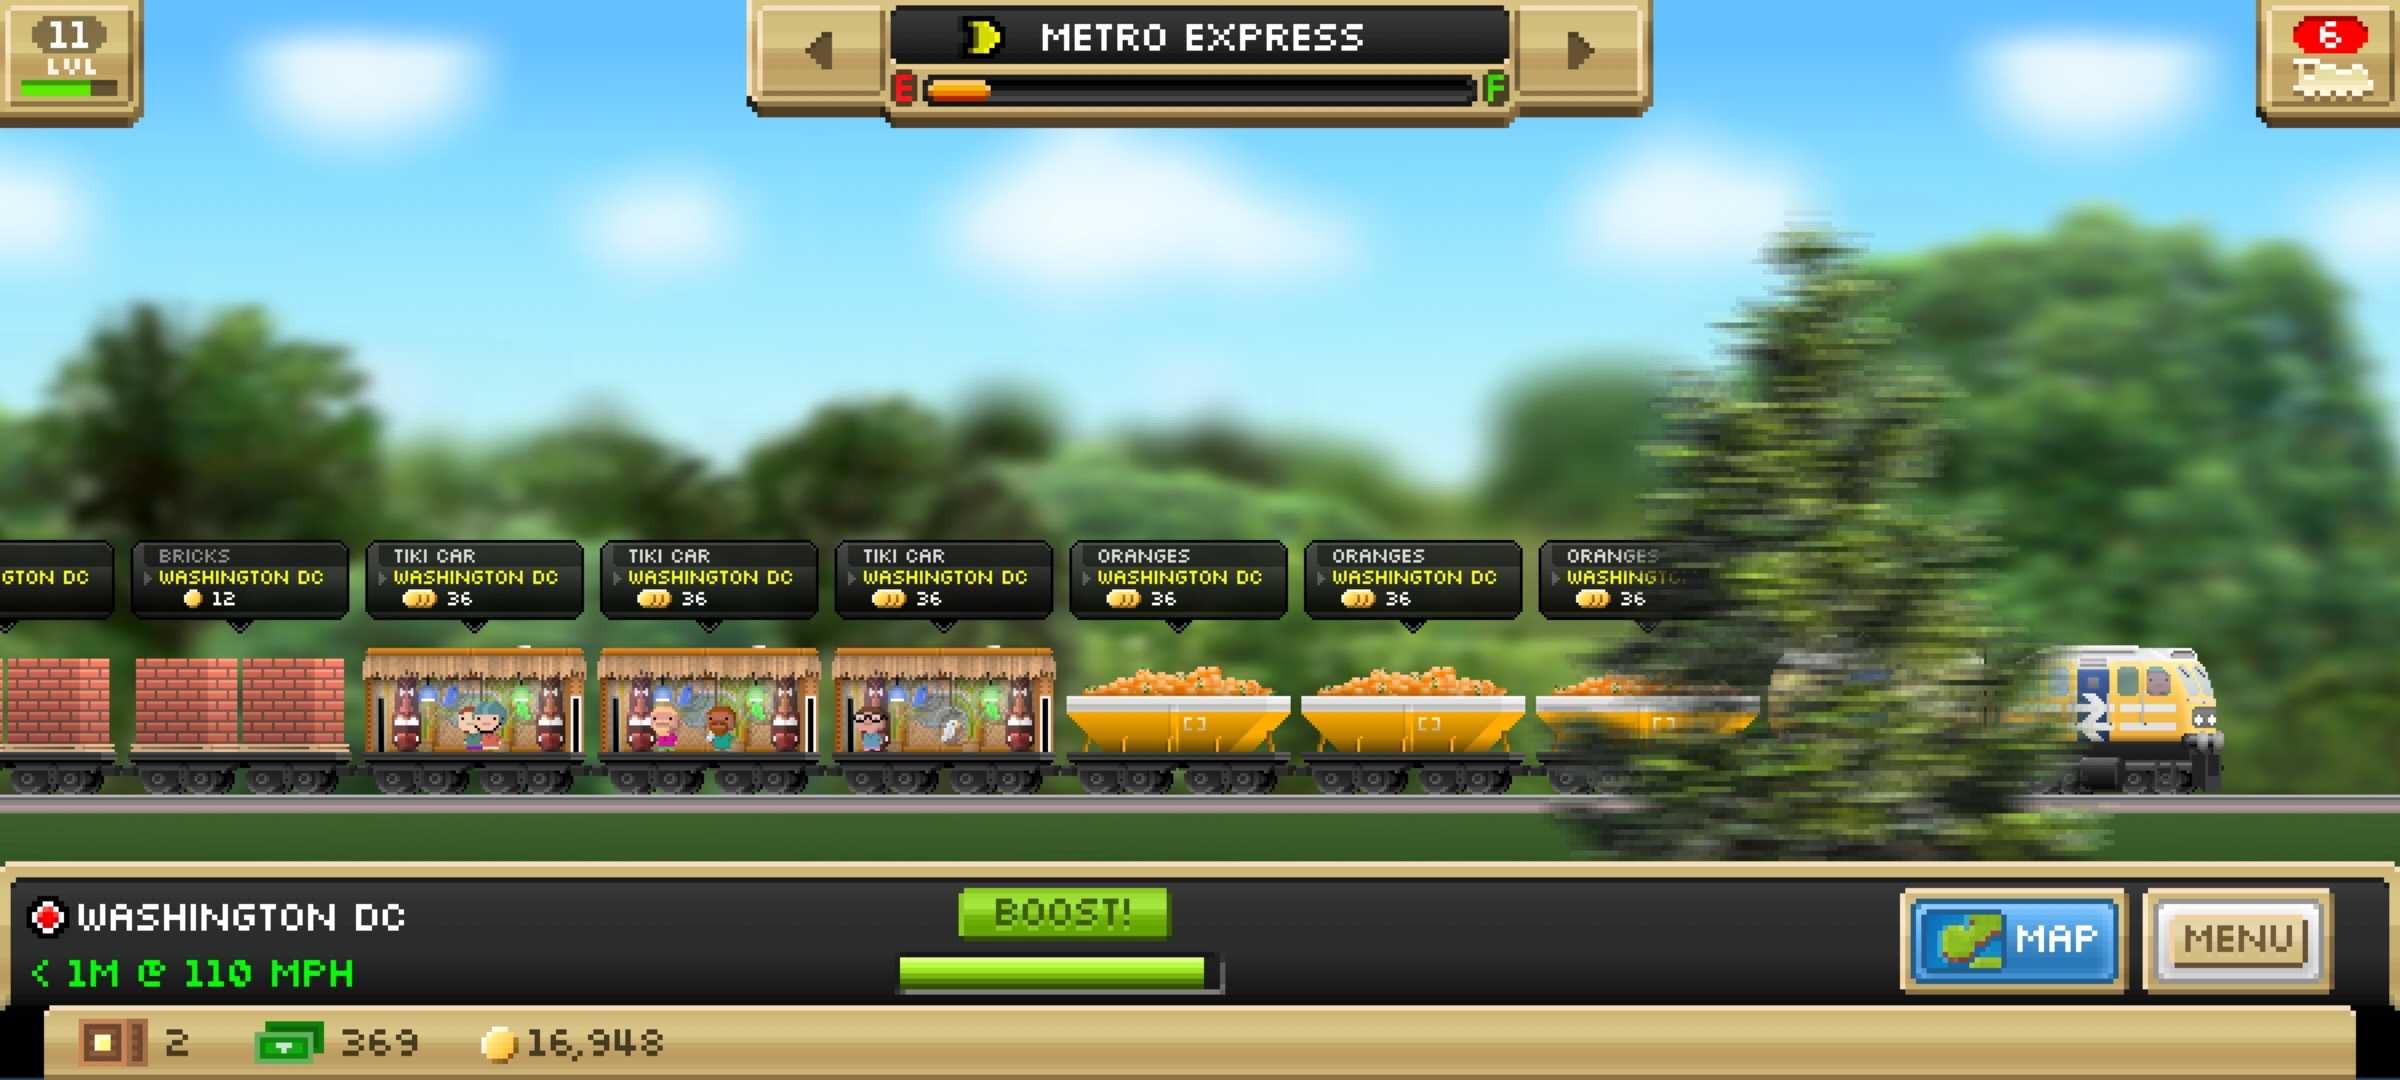 11
LVL
METRO EXPRESS
E F
6
GTON DC
BRICKS
WASHINGTON DC
12
TIKI CAR
WASHINGTON DC
36
TIKI CAR
WASHINGTON DC
36
TIKI CAR
WASHINGTON DC
36
ORANGES
WASHINGTON DC
36
ORANGES
WASHINGTON DC
36
ORANGES
WASHINGTO
36
WASHINGTON DC
< 1M @ 110 MPH
BOOST!
MAP
MENU
2 369 16,948